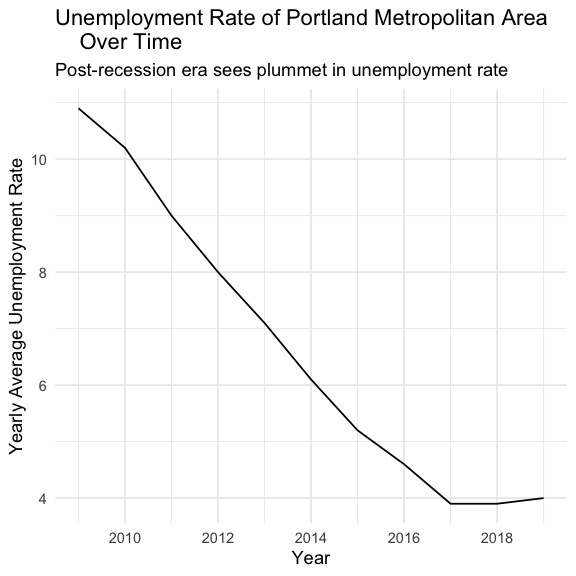 Unemployment Rate of Portland Metropolitan Area
Over Time
Post-recession era sees plummet in unemployment rate
Yearly Average Unemployment Rate
10
8
6
4
2010
2012
2014
2016
2018
Year